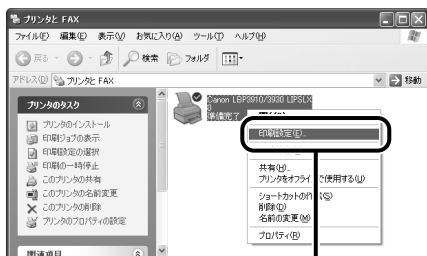 プリンタと FAX
ファイル(F) 編集(E) 表示(V) お気に入り(A) ツール(T) ヘルプ(H)
戻る 検索 フォルダ
アドレス(D) プリンタと FAX 移動
プリンタのタスク
プリンタのインストール
印刷ジョブの表示
印刷設定の選択
印刷の一時停止
このプリンタの共有
このプリンタの名前変更
このプリンタの削除
プリンタのプロパティの設定
関連項目
Canon LBP3910/3930 LIPSLX
0
準備完了
印刷設定(E)...
共有(H)...
プリンタをオフライ で使用する(U)
ショートカットの作 (S)
削除(D)
名前の変更(M)
プロパティ(R)